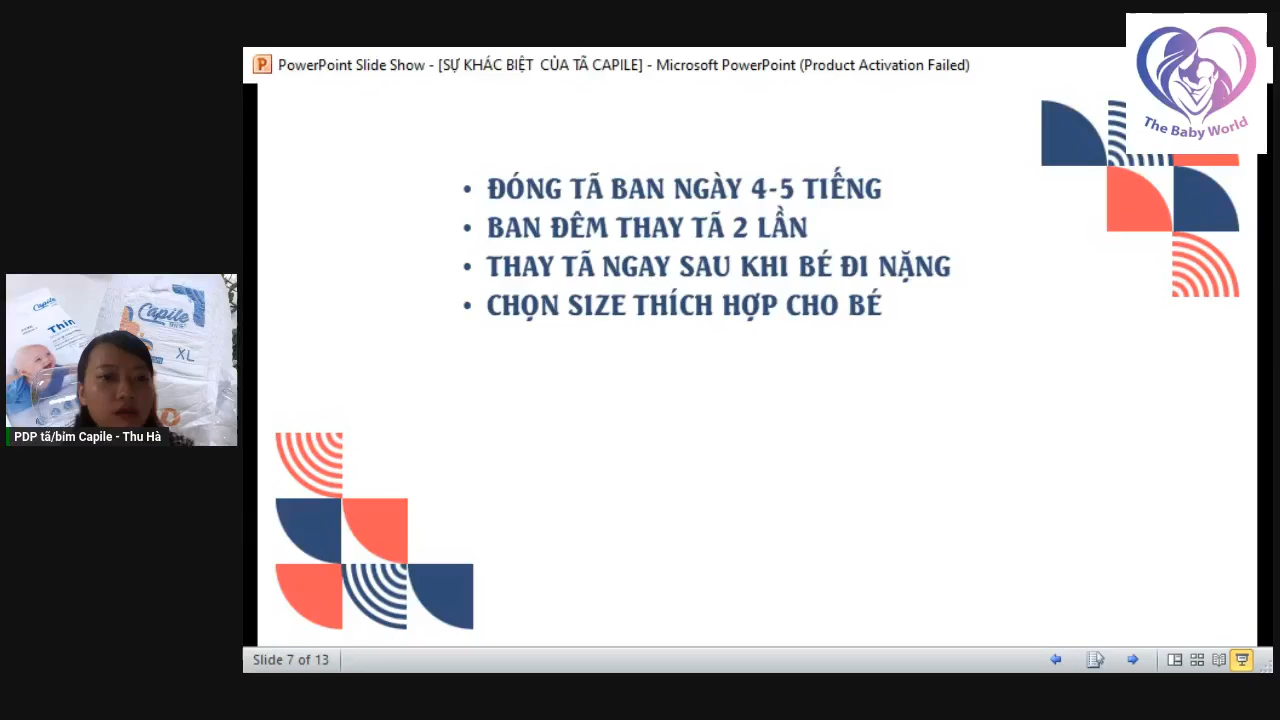 PowerPoint Slide Show - [SỰ KHÁC BIỆT CỦA TÃ CAPILE] - Microsoft PowerPoint (Product Activation Failed)
The Baby World
• ĐÓNG TÃ BAN NGÀY 4-5 TIẾNG
• BAN ĐÊM THAY TÃ 2 LẦN
• THAY TÃ NGAY SAU KHI BÉ ĐI NẶNG
• CHỌN SIZE THÍCH HỢP CHO BÉ
Capile
Thin
Capile
XL
PDP tã/bỉm Capile - Thu Hà
Slide 7 of 13